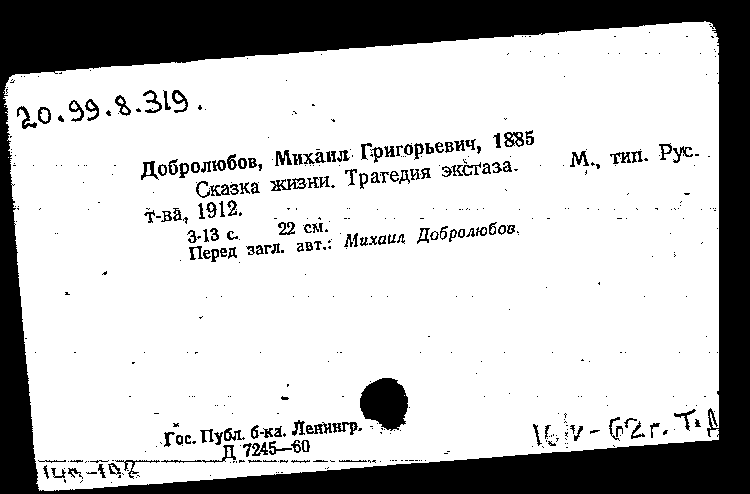 20.99.8.319.
Добролюбов, Михаил Григорьевич, 1885
Сказка жизни. Трагедия экстаза. М., тип. Рус.
т-ва, 1912.
3-13 с. 22 см.
Перед загл. авт.: Михаил Добролюбов.
Гос. Публ. б-ка. Ленингр.
Д 7245—60
16/V - 62 г. Т.Д